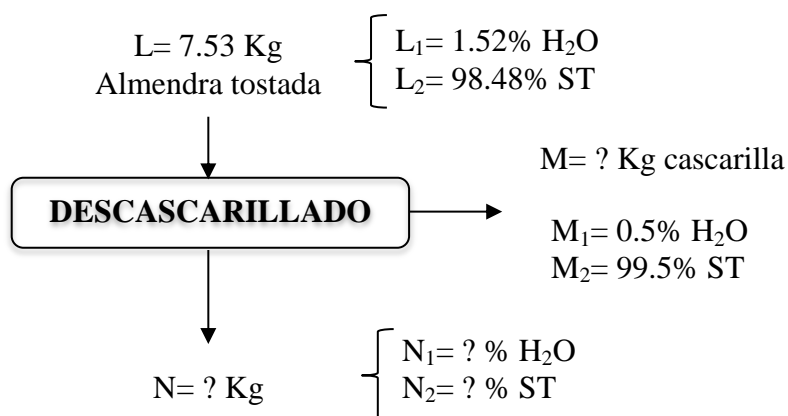 L= 7.53 Kg
Almendra tostada
L₁= 1.52% H₂O
L₂= 98.48% ST
M= ? Kg cascarilla
DESCASCARILLADO
M₁= 0.5% H₂O
M₂= 99.5% ST
N= ? Kg
N₁= ? % H₂O
N₂= ? % ST